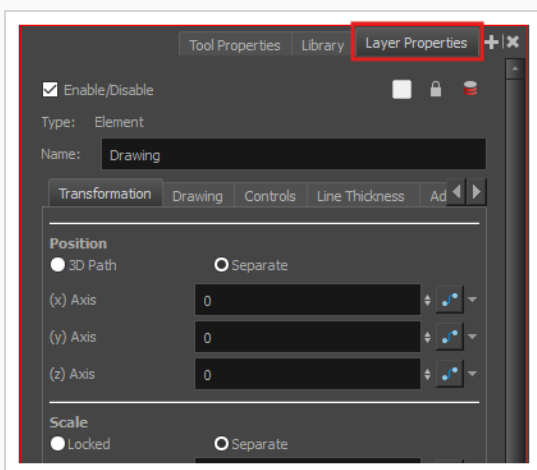 Tool Properties Library Layer Properties
Enable/Disable
Type: Element
Name: Drawing
Transformation Drawing Controls Line Thickness Ad
Position
3D Path Separate
(x) Axis 0
(y) Axis 0
(z) Axis 0
Scale
Locked Separate